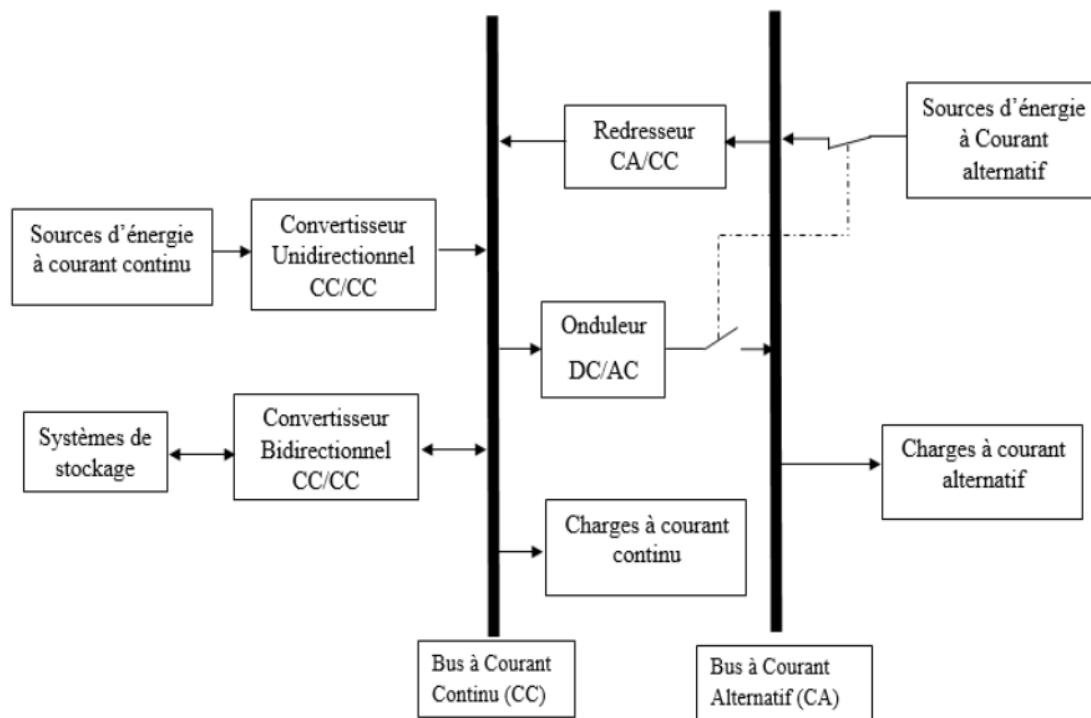 Redresseur
CA/CC
Sources d'énergie
à Courant
alternatif
Sources d'énergie
à courant continu
Convertisseur
Unidirectionnel
CC/CC
Onduleur
DC/AC
Systèmes de
stockage
Convertisseur
Bidirectionnel
CC/CC
Charges à courant
alternatif
Charges à courant
continu
Bus à Courant
Continu (CC)
Bus à Courant
Alternatif (CA)